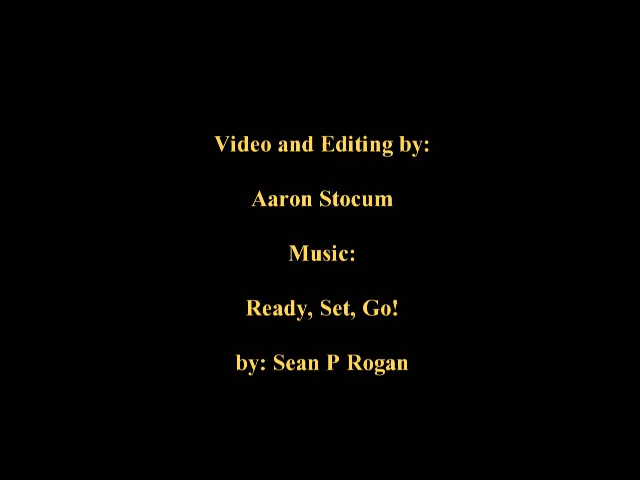 Video and Editing by:
Aaron Stocum
Music:
Ready, Set, Go!
by: Sean P Rogan